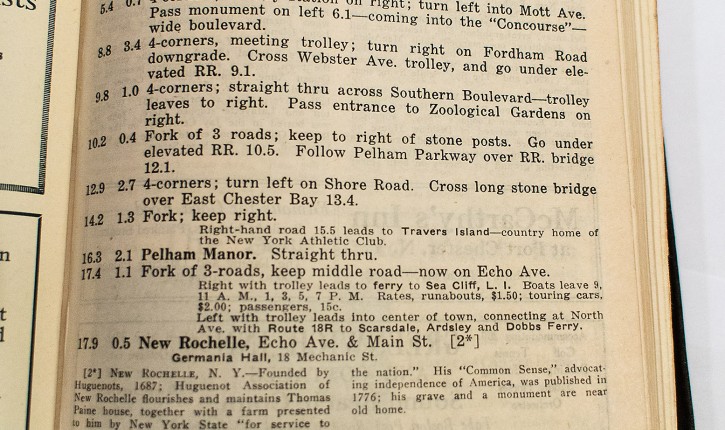 sts
s
n
t
d
5.4 0.7 on right; turn left into Mott Ave.
Pass monument on left 6.1—coming into the "Concourse"—
wide boulevard.
8.8 3.4 4-corners, meeting trolley; turn right on Fordham Road
downgrade. Cross Webster Ave. trolley, and go under ele-
vated RR. 9.1.
9.8 1.0 4-corners; straight thru across Southern Boulevard—trolley
leaves to right. Pass entrance to Zoological Gardens on
right.
10.2 0.4 Fork of 3 roads; keep to right of stone posts. Go under
elevated RR. 10.5. Follow Pelham Parkway over RR. bridge
12.1.
12.9 2.7 4-corners; turn left on Shore Road. Cross long stone bridge
over East Chester Bay 13.4.
14.2 1.3 Fork; keep right.
Right-hand road 15.5 leads to Travers Island—country home of
the New York Athletic Club.
16.3 2.1 Pelham Manor. Straight thru.
17.4 1.1 Fork of 3-roads, keep middle road—now on Echo Ave.
Right with trolley leads to ferry to Sea Cliff, L. I. Boats leave 9,
11 A. M., 1, 3, 5, 7 P. M. Rates, runabouts, $1.50; touring cars,
$2.00; passengers, 15c.
Left with trolley leads into center of town, connecting at North
Ave. with Route 18R to Scarsdale, Ardsley and Dobbs Ferry.
17.9 0.5 New Rochelle, Echo Ave. & Main St. [2*]
Germania Hall, 18 Mechanic St.
[2*] New Rochelle, N. Y.—Founded by
Huguenots, 1687; Huguenot Association of
New Rochelle flourishes and maintains Thomas
Paine house, together with a farm presented
to him by New York State "for service to
the nation." His "Common Sense," advocat-
ing independence of America, was published in
1776; his grave and a monument are near
old home.